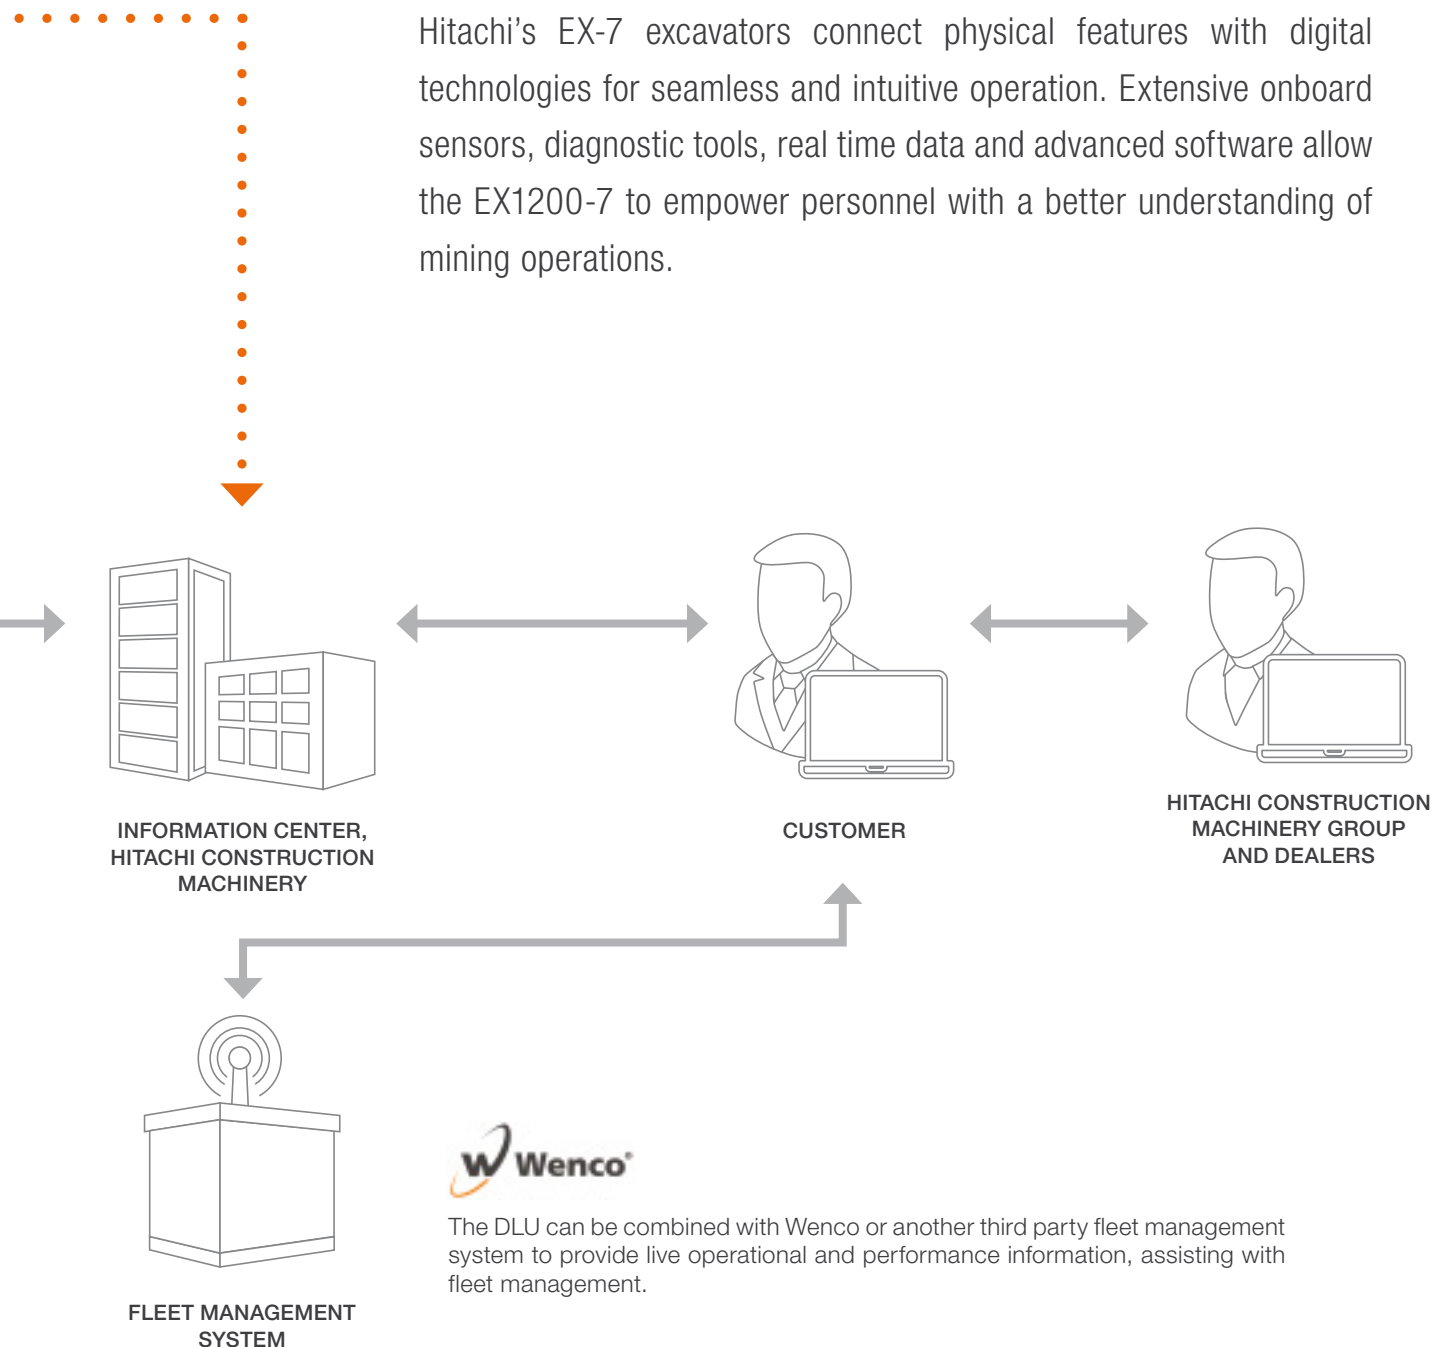 Hitachi’s EX-7 excavators connect physical features with digital
technologies for seamless and intuitive operation. Extensive onboard
sensors, diagnostic tools, real time data and advanced software allow
the EX1200-7 to empower personnel with a better understanding of
mining operations.
INFORMATION CENTER,
HITACHI CONSTRUCTION
MACHINERY
CUSTOMER
HITACHI CONSTRUCTION
MACHINERY GROUP
AND DEALERS
FLEET MANAGEMENT
SYSTEM
W Wenco®
The DLU can be combined with Wenco or another third party fleet management
system to provide live operational and performance information, assisting with
fleet management.